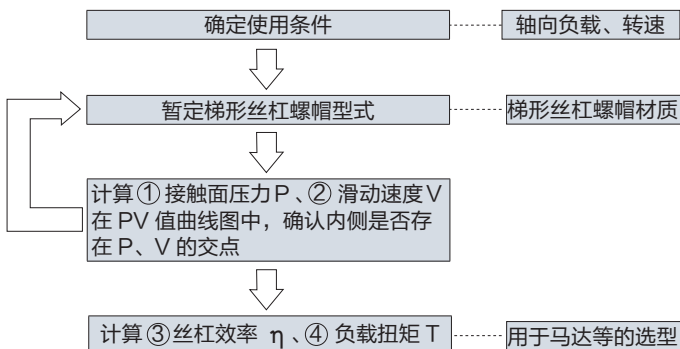 确定使用条件
轴向负载、转速
暂定梯形丝杠螺帽型式
梯形丝杠螺帽材质
计算①接触面压力P、②滑动速度V
在PV值曲线图中，确认内侧是否存
在P、V的交点
计算③丝杠效率 η、④负载扭矩T
用于马达等的选型